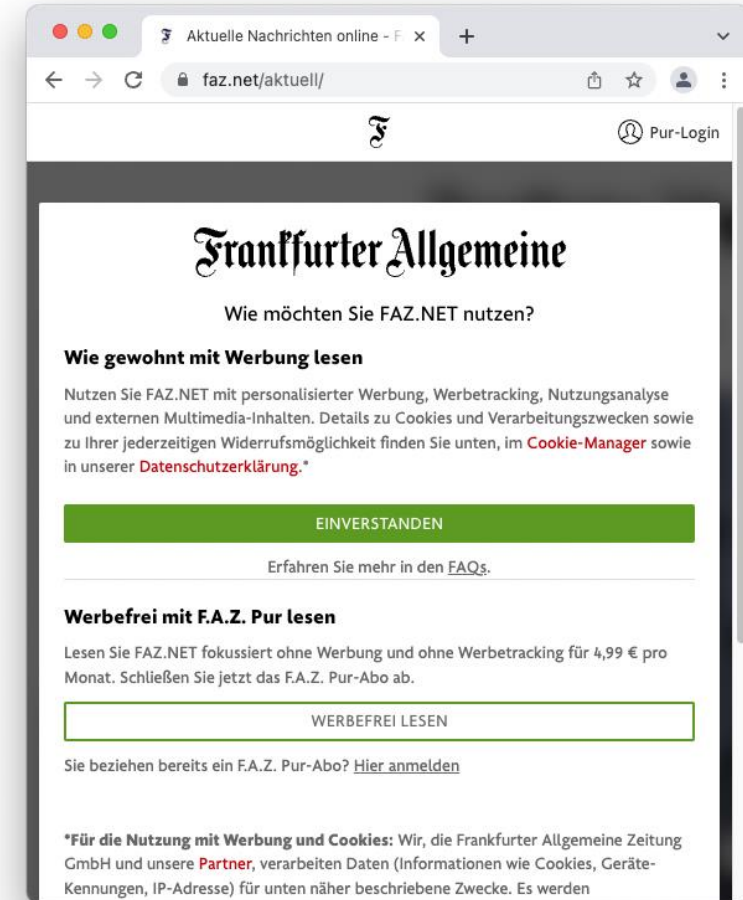 Aktuelle Nachrichten online - F
faz.net/aktuell/
F
Pur-Login
Frankfurter Allgemeine
Wie möchten Sie FAZ.NET nutzen?
Wie gewohnt mit Werbung lesen
Nutzen Sie FAZ.NET mit personalisierter Werbung, Werbetracking, Nutzungsanalyse
und externen Multimedia-Inhalten. Details zu Cookies und Verarbeitungszwecken sowie
zu Ihrer jederzeitigen Widerrufsmöglichkeit finden Sie unten, im Cookie-Manager sowie
in unserer Datenschutzerklärung.*
EINVERSTANDEN
Erfahren Sie mehr in den FAQs.
Werbefrei mit F.A.Z. Pur lesen
Lesen Sie FAZ.NET fokussiert ohne Werbung und ohne Werbetracking für 4,99 € pro
Monat. Schließen Sie jetzt das F.A.Z. Pur-Abo ab.
WERBEFREI LESEN
Sie beziehen bereits ein F.A.Z. Pur-Abo? Hier anmelden
*Für die Nutzung mit Werbung und Cookies: Wir, die Frankfurter Allgemeine Zeitung
GmbH und unsere Partner, verarbeiten Daten (Informationen wie Cookies, Geräte-
Kennungen, IP-Adresse) für unten näher beschriebene Zwecke. Es werden